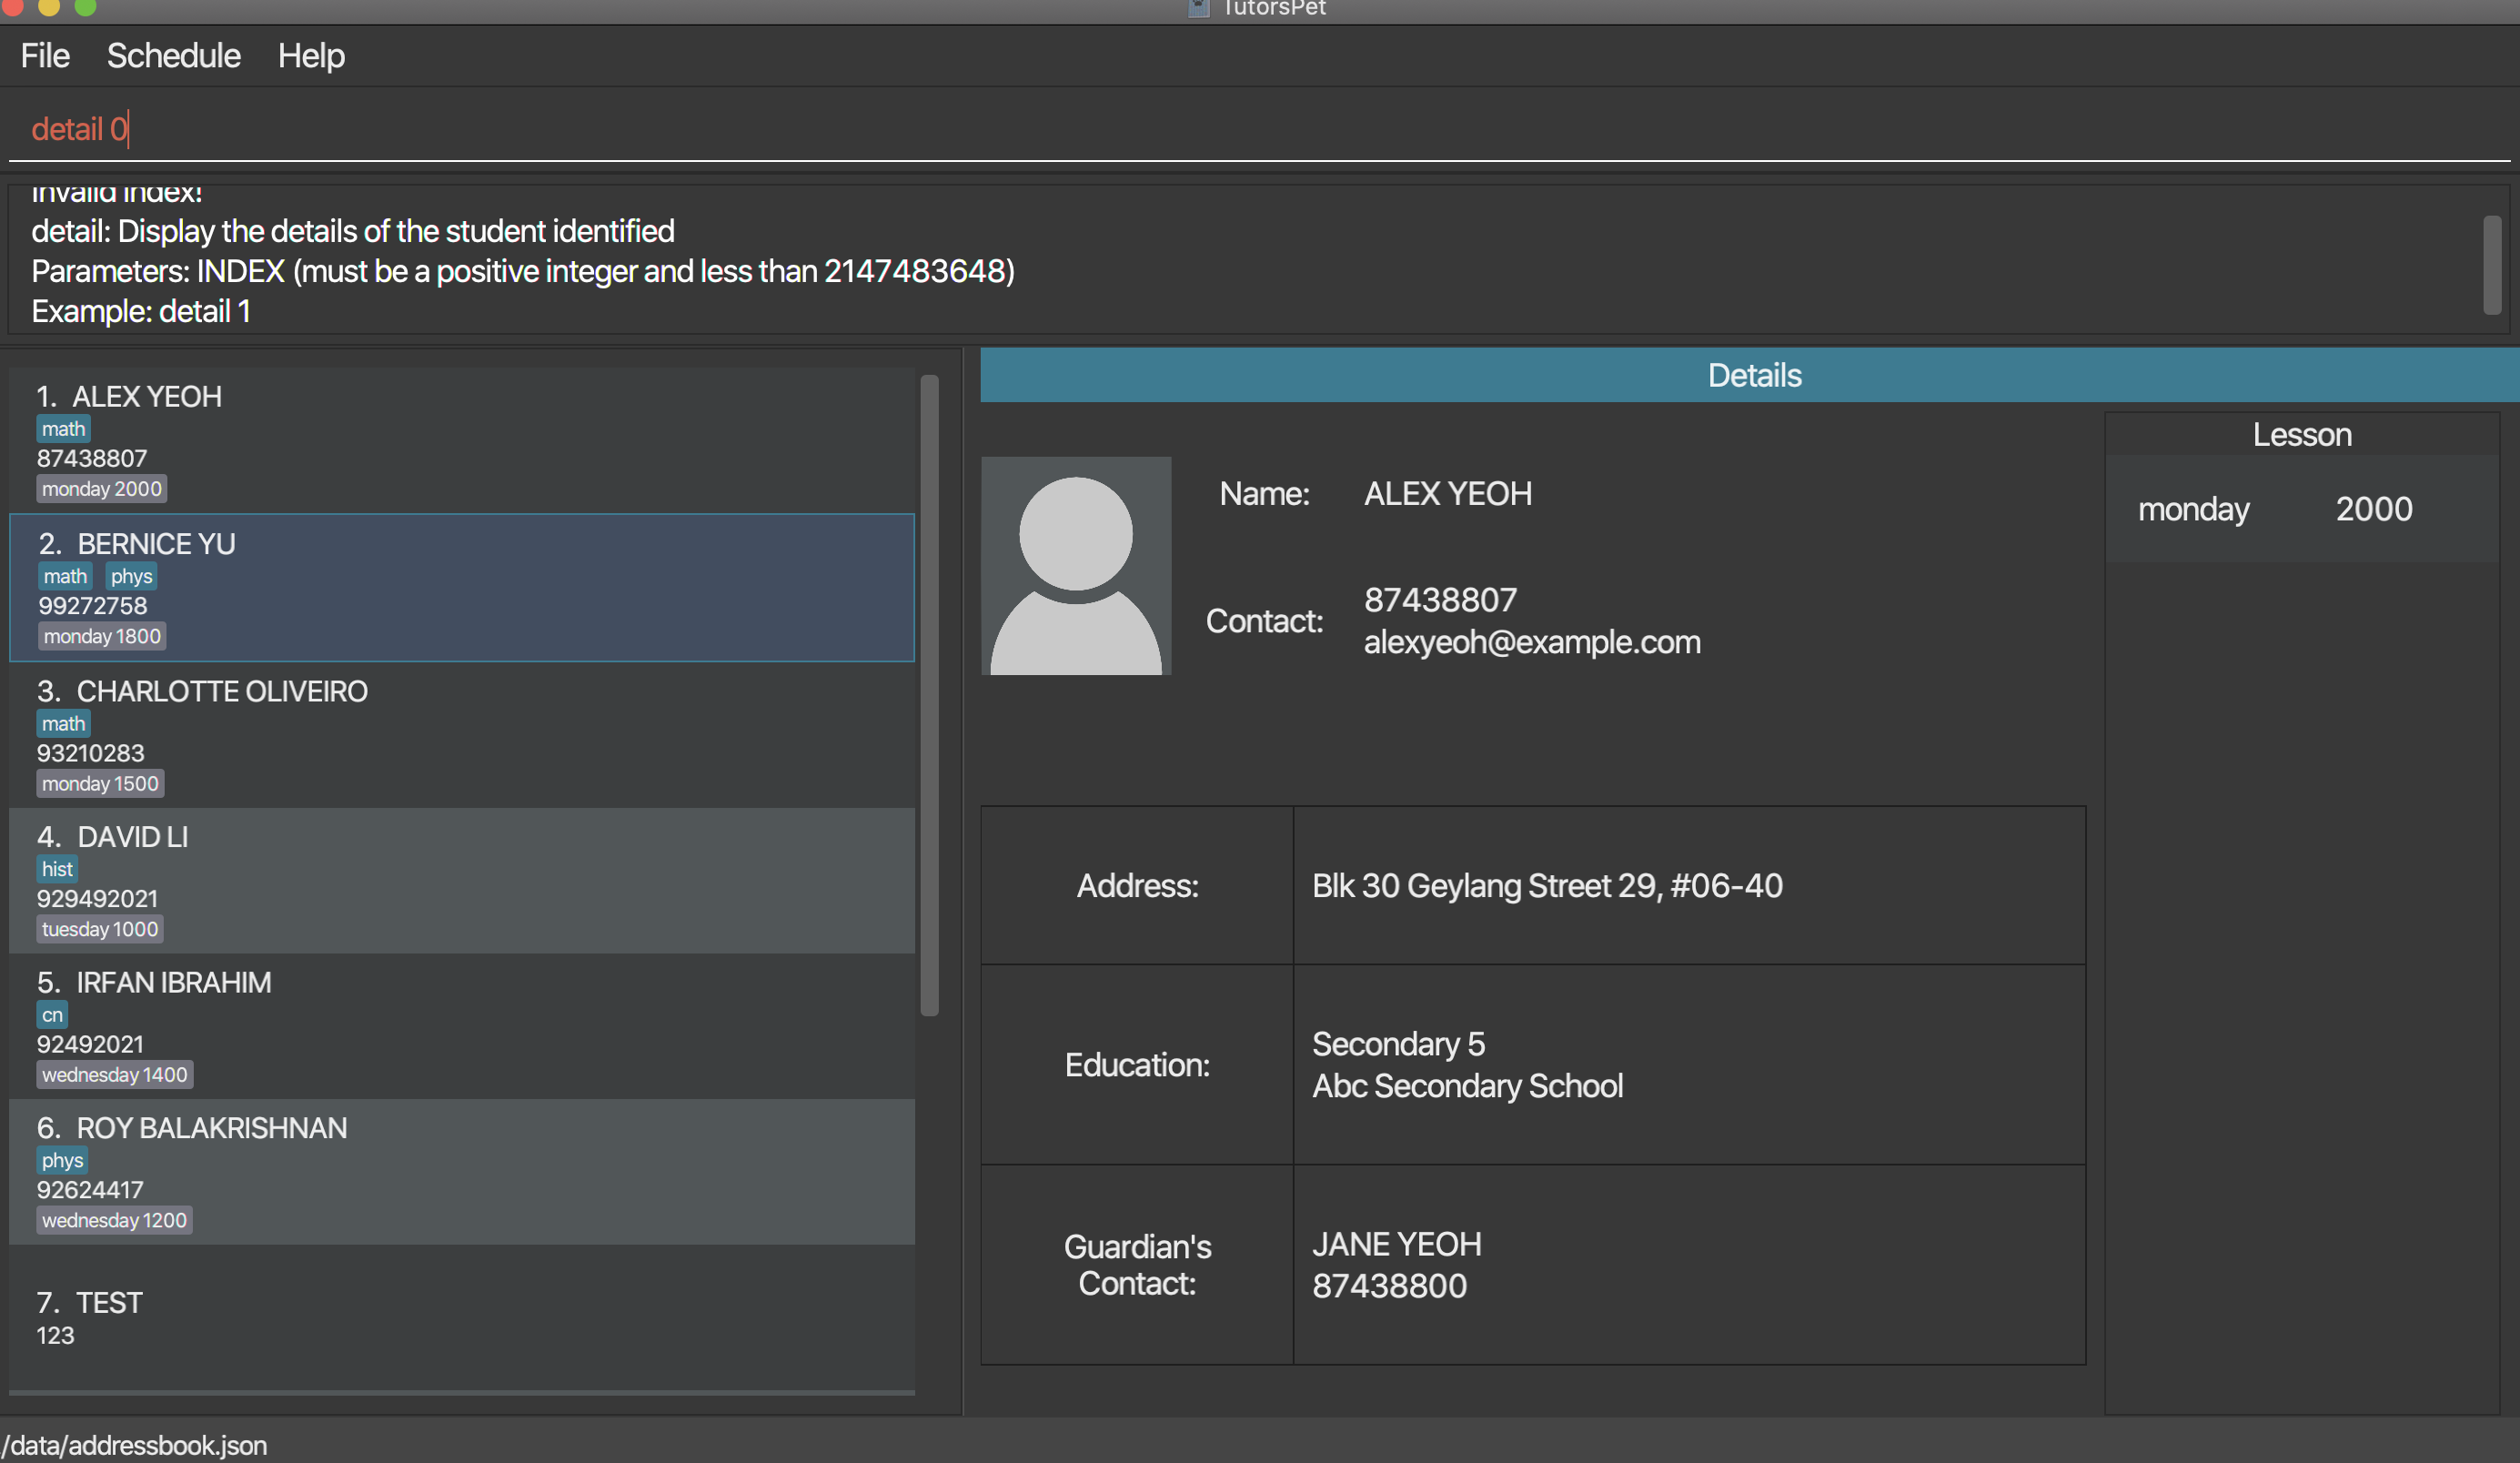 TutorsPet
File Schedule Help
detail 0
Invalid index!
detail: Display the details of the student identified
Parameters: INDEX (must be a positive integer and less than 2147483648)
Example: detail 1
1. ALEX YEOH
math
87438807
monday 2000
2. BERNICE YU
math phys
99272758
monday 1800
3. CHARLOTTE OLIVEIRO
math
93210283
monday 1500
4. DAVID LI
hist
929492021
tuesday 1000
5. IRFAN IBRAHIM
cn
92492021
wednesday 1400
6. ROY BALAKRISHNAN
phys
92624417
wednesday 1200
7. TEST
123
Details
Name: ALEX YEOH
Contact: 87438807
alexyeoh@example.com
Address: Blk 30 Geylang Street 29, #06-40
Education: Secondary 5
Abc Secondary School
Guardian's
Contact:
JANE YEOH
87438800
Lesson
monday 2000
/data/addressbook.json